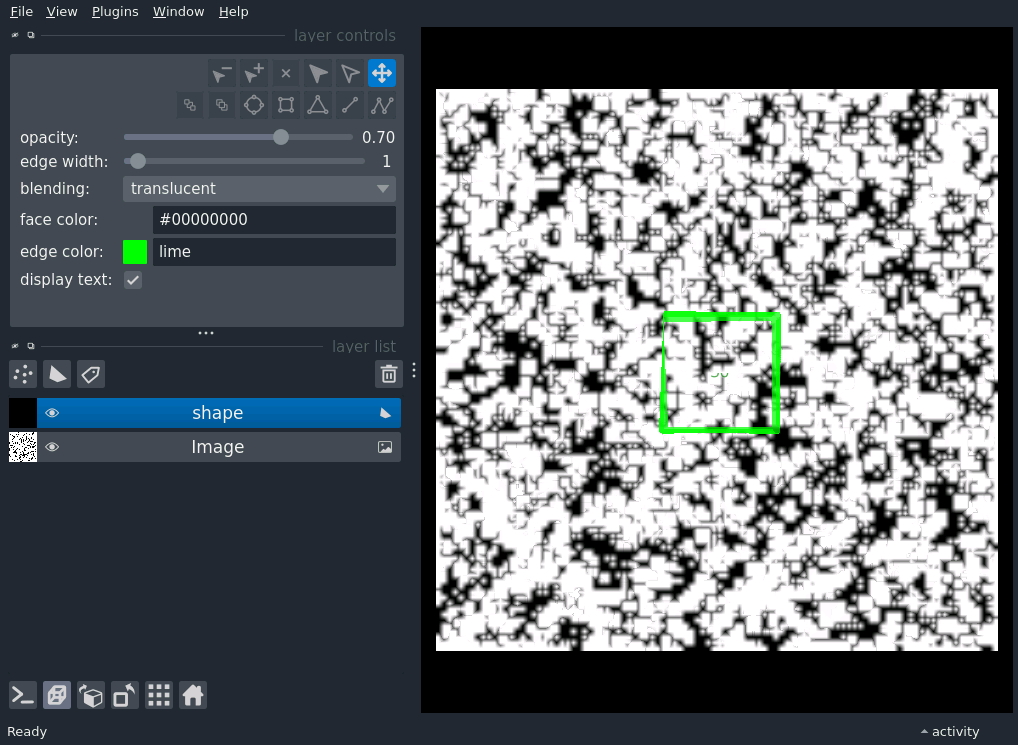 File View Plugins Window Help
layer controls
opacity: 0.70
edge width: 1
blending: translucent
face color: #00000000
edge color: lime
display text:
layer list
shape
Image
Ready
activity